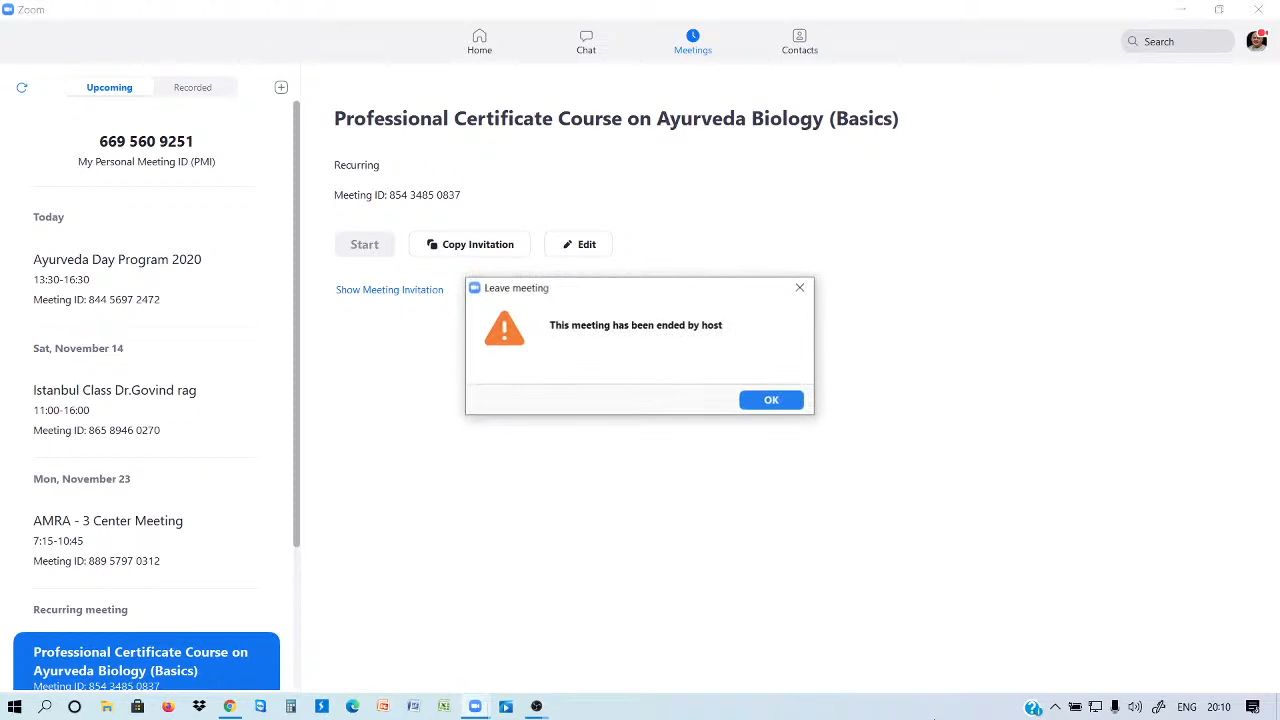 Zoom
Home
Chat
Meetings
Contacts
Search
Upcoming
Recorded
669 560 9251
My Personal Meeting ID (PMI)
Today
Ayurveda Day Program 2020
13:30-16:30
Meeting ID: 844 5697 2472
Sat, November 14
Istanbul Class Dr.Govind rag
11:00-16:00
Meeting ID: 865 8946 0270
Mon, November 23
AMRA - 3 Center Meeting
7:15-10:45
Meeting ID: 889 5797 0312
Recurring meeting
Professional Certificate Course on
Ayurveda Biology (Basics)
Meeting ID: 854 3485 0837
Professional Certificate Course on Ayurveda Biology (Basics)
Recurring
Meeting ID: 854 3485 0837
Start
Copy Invitation
Edit
Show Meeting Invitation
Leave meeting
This meeting has been ended by host
OK
ENG
20:10